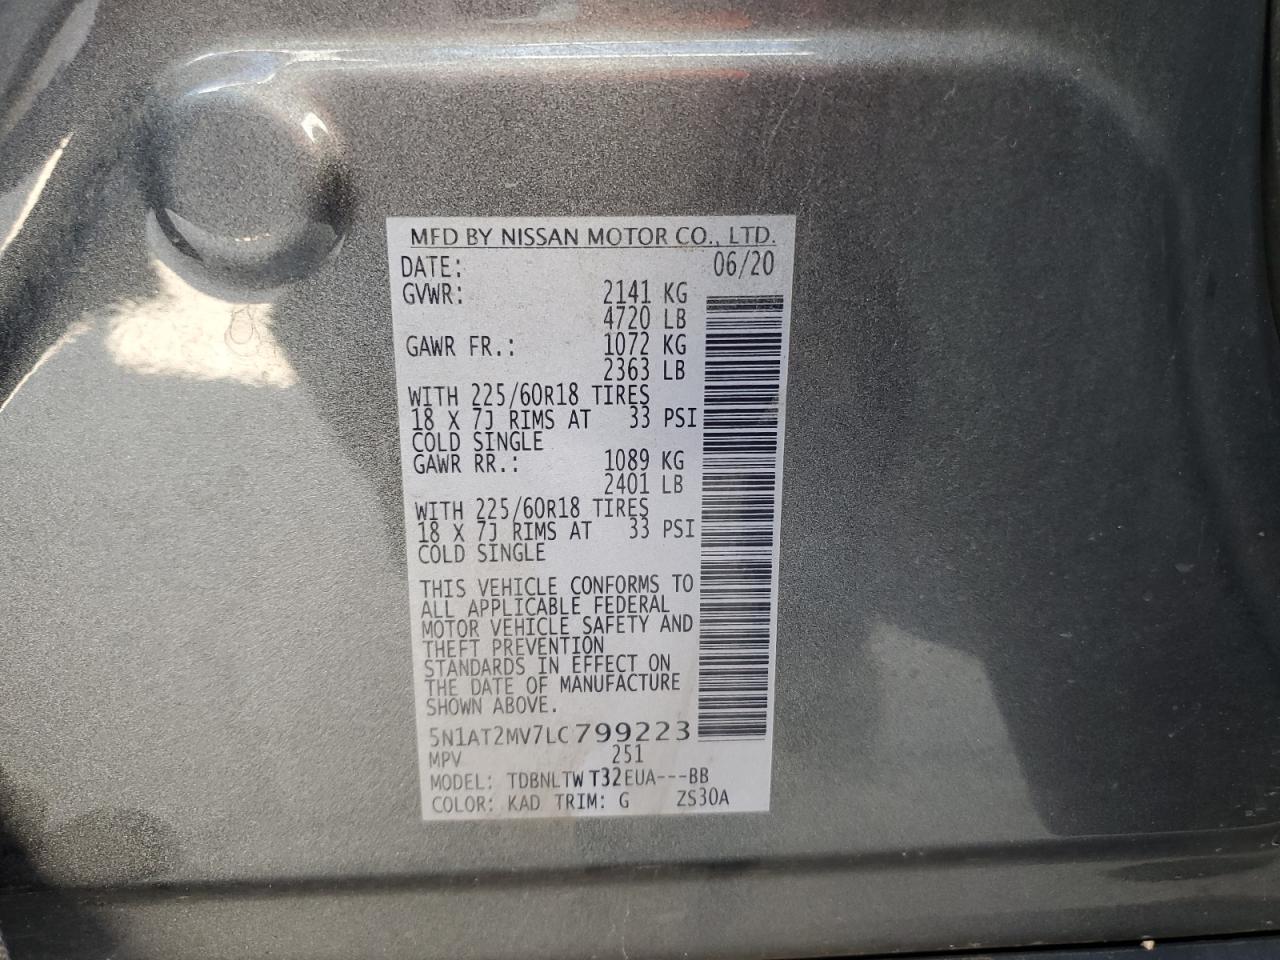 MFD BY NISSAN MOTOR CO., LTD.
DATE: 06/20
GVWR: 2141 KG
4720 LB
GAWR FR.: 1072 KG
2363 LB
WITH 225/60R18 TIRES
18 X 7J RIMS AT 33 PSI
COLD SINGLE
GAWR RR.: 1089 KG
2401 LB
WITH 225/60R18 TIRES
18 X 7J RIMS AT 33 PSI
COLD SINGLE
THIS VEHICLE CONFORMS TO
ALL APPLICABLE FEDERAL
MOTOR VEHICLE SAFETY AND
THEFT PREVENTION
STANDARDS IN EFFECT ON
THE DATE OF MANUFACTURE
SHOWN ABOVE.
5N1AT2MV7LC799223
MPV 251
MODEL: TDBNLTWT32EUA---BB
COLOR: KAD TRIM: G ZS30A